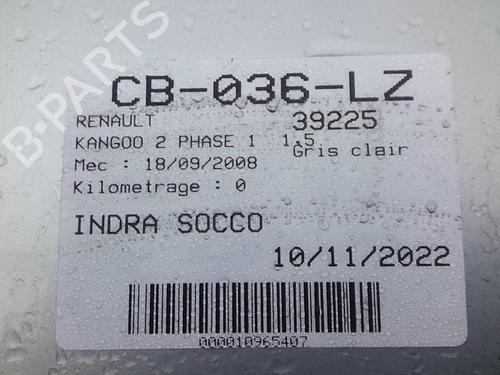 B-PARTS
CB-036-LZ
RENAULT 39225
KANGOO 2 PHASE 1 1.5
Gris clair
Mec : 18/09/2008
Kilometrage : 0
INDRA SOCCO
10/11/2022
000010965407